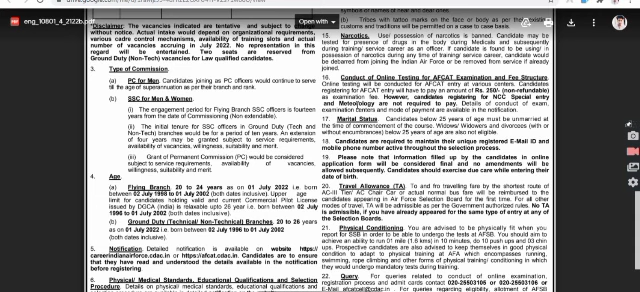 eng_10801_4_2122b.pdf
Open with
Disclaimer: The vacancies indicated are tentative and subject to
without notice. Actual intake would depend on organizational requirements,
various cadre control mechanisms, availability of training slots and actual
number of vacancies accruing in July 2022. No representation in this
regard will be entertained. Two seats are reserved from
Ground Duty (Non-Tech) vacancies for Law qualified candidates.
3. Type of Commission.
(a) PC for Men. Candidates joining as PC officers would continue to serve
till the age of superannuation as per their branch and rank.
(b) SSC for Men & Women.
(i) The engagement period for Flying Branch SSC officers is fourteen
years from the date of Commissioning (Non extendable).
(ii) The initial tenure for SSC officers in Ground Duty (Tech and
Non-Tech) branches would be for a period of ten years. An extension
of four years may be granted subject to service requirements,
availability of vacancies, willingness, suitability and merit.
(iii) Grant of Permanent Commission (PC) would be considered
subject to service requirements, availability of vacancies,
willingness, suitability and merit.
4. Age.
(a) Flying Branch. 20 to 24 years as on 01 July 2022 i.e. born
between 02 July 1998 to 01 July 2002 (both dates inclusive). Upper age
limit for candidates holding valid and current Commercial Pilot License
issued by DGCA (India) is relaxable upto 26 year i.e. born between 02 July
1996 to 01 July 2002 (both dates inclusive).
(b) Ground Duty (Technical/ Non-Technical) Branches. 20 to 26 years
as on 01 July 2022 i.e. born between 02 July 1996 to 01 July 2002
(both dates inclusive).
5. Notification. Detailed notification is available on website https://
careerindianairforce.cdac.in or https://afcat.cdac.in. Candidates are to ensure
that they have read and understood the details available in the notification
before registering
6. Physical/ Medical Standards, Educational Qualifications and Selection
Procedure. Details on physical/ medical standards, educational qualifications and
symbols or names of near and dear ones.
(b) Tribes with tattoo marks on the face or body as per the existing
customs and traditions will be permitted on a case to case basis.
15. Narcotics. User possession of narcotics is banned. Candidate may be
tested for presence of drugs in the body during Medicals and subsequently
during training/ service career as an officer. If candidate is found to be using/ in
possession of narcotics during any time of training/ service career, candidate would
be debarred from joining the Indian Air Force or be removed from service if already
joined.
16. Conduct of Online Testing for AFCAT Examination and Fee Structure.
Online testing will be conducted for AFCAT entry at various centers. Candidates
registering for AFCAT entry will have to pay an amount of Rs. 250/- (non-refundable)
as examination fee. However, candidates registering for NCC Special entry
and Meteorology are not required to pay. Details of conduct of exam,
examination centers and mode of payment are available in the notification.
17. Marital Status. Candidates below 25 years of age must be unmarried at
the time of commencement of the course. Widows/ Widowers and divorcees (with or
without encumbrances) below 25 years of age are also not eligible.
18. Candidates are required to maintain their unique registered E-Mail ID and
mobile phone number active throughout the selection process.
19. Please note that information filled up by the candidates in online
application form will be considered final and no amendments will be
allowed subsequently. Candidates should exercise due care while entering
their date of birth.
20. Travel Allowance (TA). To and fro travelling fare by the shortest route of
AC-III Tier/ AC Chair Car or actual normal bus fare will be reimbursed to the
candidates appearing in Air Force Selection Board for the first time. For all other
modes of travel, TA will be admissible as per the Government authorized rules. No TA
is admissible, if you have already appeared for the same type of entry at any of
the Selection Boards.
21. Physical Conditioning. You are advised to be physically fit when you
report for SSB in order to be able to undergo the tests at AFSB. You should aim to
achieve an ability to run 01 mile (1.6 kms) in 10 minutes, do 10 push ups and 03 chin
ups. Prospective candidates are also advised to keep themselves in good physical
condition to adapt to physical training at AFA which encompasses running,
swimming, rope climbing and other forms of physical training/ conditioning in which
they would undergo mandatory tests during training.
22. Query. For queries related to conduct of online examination,
registration process and admit cards contact 020-25503105 or 020-25503106 or
E-Mail afcatcell@cdac.in . For queries regarding eligibility, allotment of AFSB